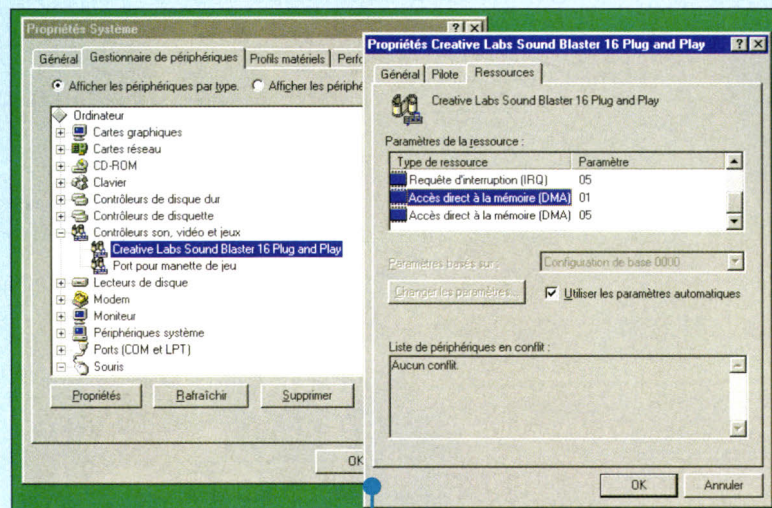 Propriétés Système
Général
Gestionnaire de périphériques
Profils matériels
Afficher les périphériques par type.
Afficher les
Ordinateur
Cartes graphiques
Cartes réseau
CD-ROM
Clavier
Contrôleurs de disque dur
Contrôleurs de disquette
Contrôleurs son, vidéo et jeux
Creative Labs Sound Blaster 16 Plug and Play
Port pour manette de jeu
Lecteurs de disque
Modem
Moniteur
Périphériques système
Ports (COM et LPT)
Souris
Propriétés
Rafraîchir
Supprimer
OK
Propriétés Creative Labs Sound Blaster 16 Plug and Play
Général
Pilote
Ressources
Creative Labs Sound Blaster 16 Plug and Play
Paramètres de la ressource :
Type de ressource Paramètre
Requête d'interruption (IRQ) 05
Accès direct à la mémoire (DMA) 01
Accès direct à la mémoire (DMA) 05
Paramètres basés sur : Configuration de base 0000
Changer les paramètres...
Utiliser les paramètres automatiques
Liste de périphériques en conflit :
Aucun conflit.
OK
Annuler